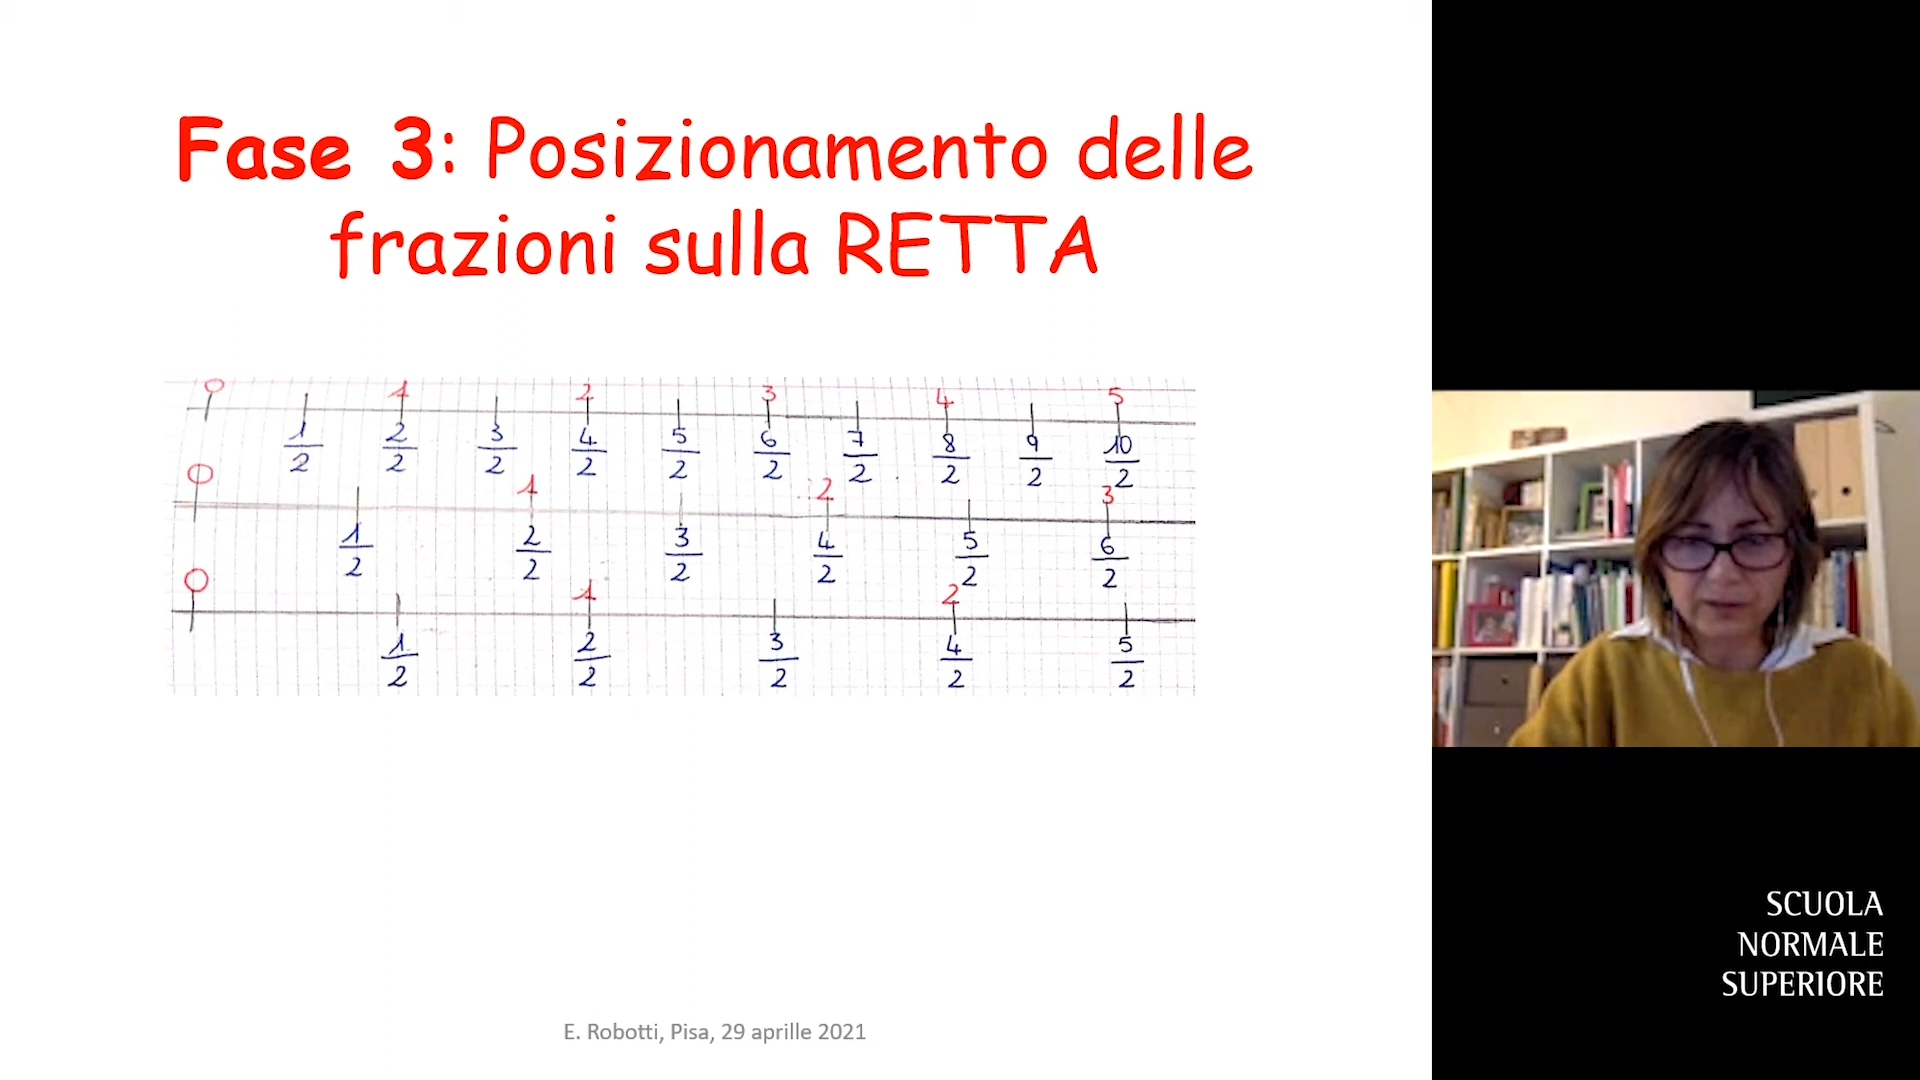 Fase 3: Posizionamento delle
frazioni sulla RETTA
0 1 2 3 4 5
1/2 2/2 3/2 4/2 5/2 6/2 7/2 8/2 9/2 10/2
0 1 2 3
1/2 2/2 3/2 4/2 5/2 6/2
0 1 2
1/2 2/2 3/2 4/2 5/2
E. Robotti, Pisa, 29 aprille 2021
SCUOLA
NORMALE
SUPERIORE